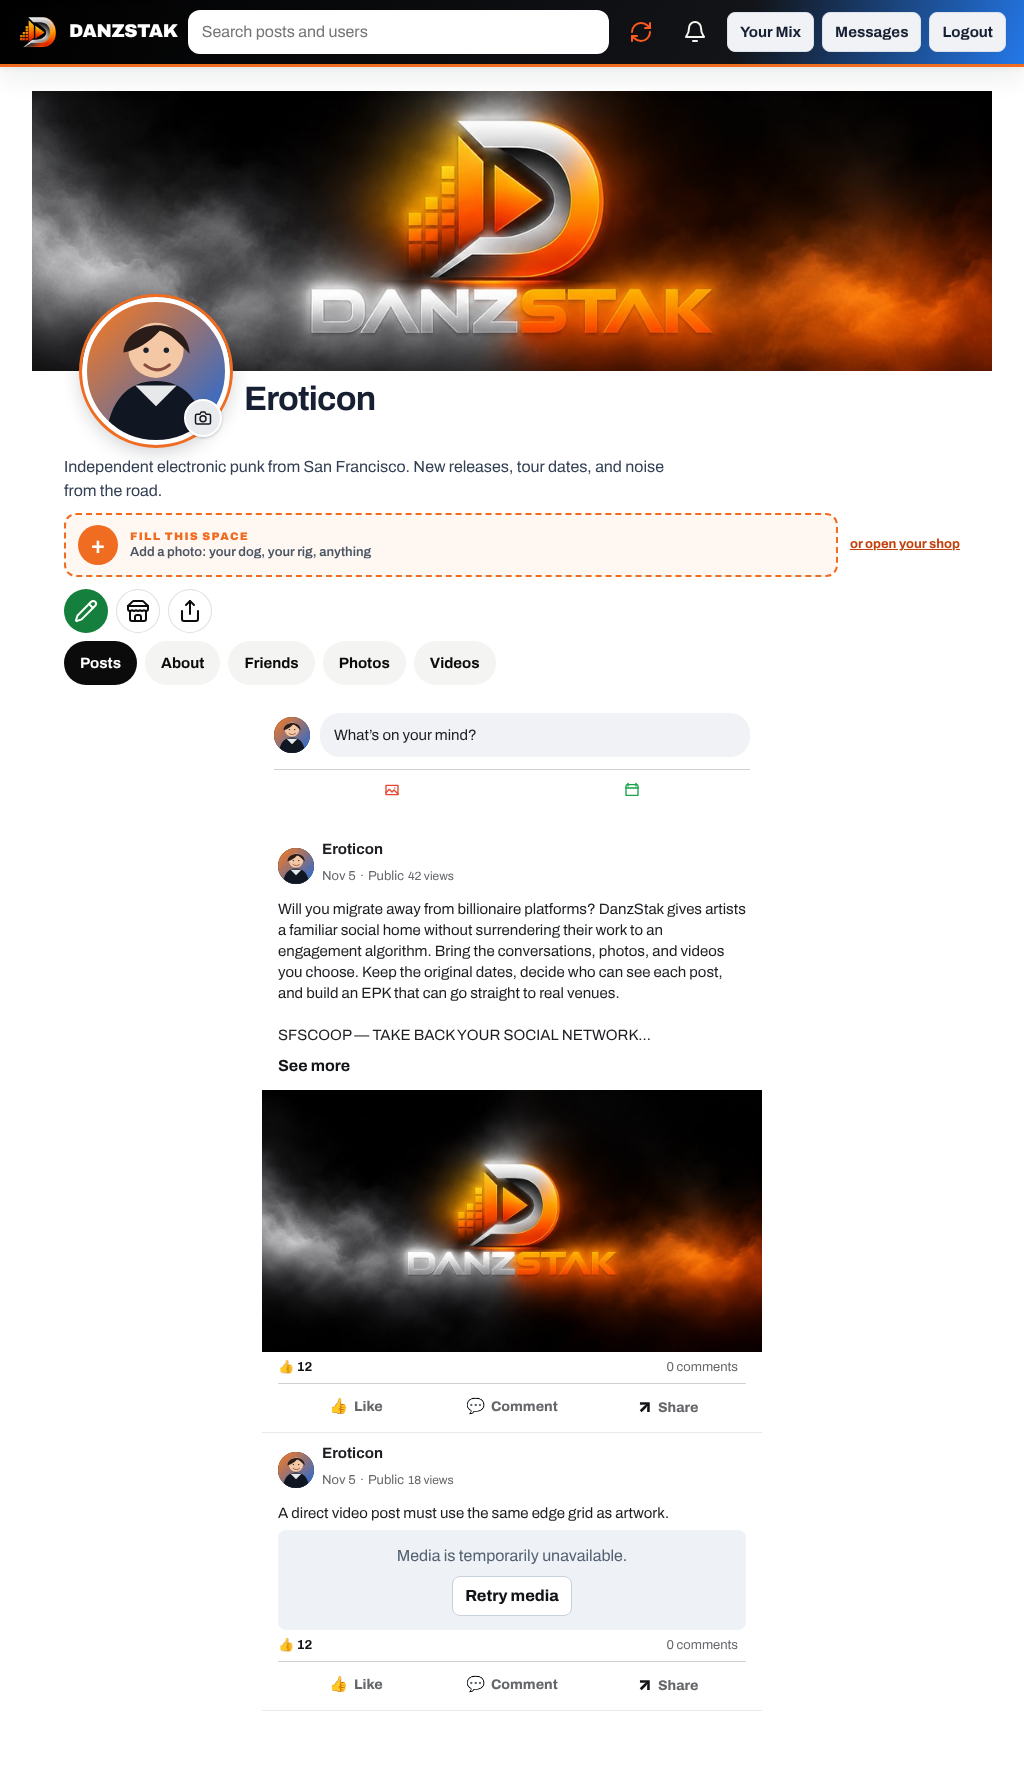 DANZSTAK
Search posts and users
Your Mix
Messages
Logout
DANZSTAK
Eroticon
Independent electronic punk from San Francisco. New releases, tour dates, and noise
from the road.
FILL THIS SPACE
Add a photo: your dog, your rig, anything
or open your shop
Posts
About
Friends
Photos
Videos
What's on your mind?
Eroticon
Nov 5 · Public 42 views
Will you migrate away from billionaire platforms? DanzStak gives artists
a familiar social home without surrendering their work to an
engagement algorithm. Bring the conversations, photos, and videos
you choose. Keep the original dates, decide who can see each post,
and build an EPK that can go straight to real venues.
SFSCOOP — TAKE BACK YOUR SOCIAL NETWORK…
See more
DANZSTAK
👍 12
0 comments
👍 Like
💬 Comment
Share
Eroticon
Nov 5 · Public 18 views
A direct video post must use the same edge grid as artwork.
Media is temporarily unavailable.
Retry media
👍 12
0 comments
👍 Like
💬 Comment
Share